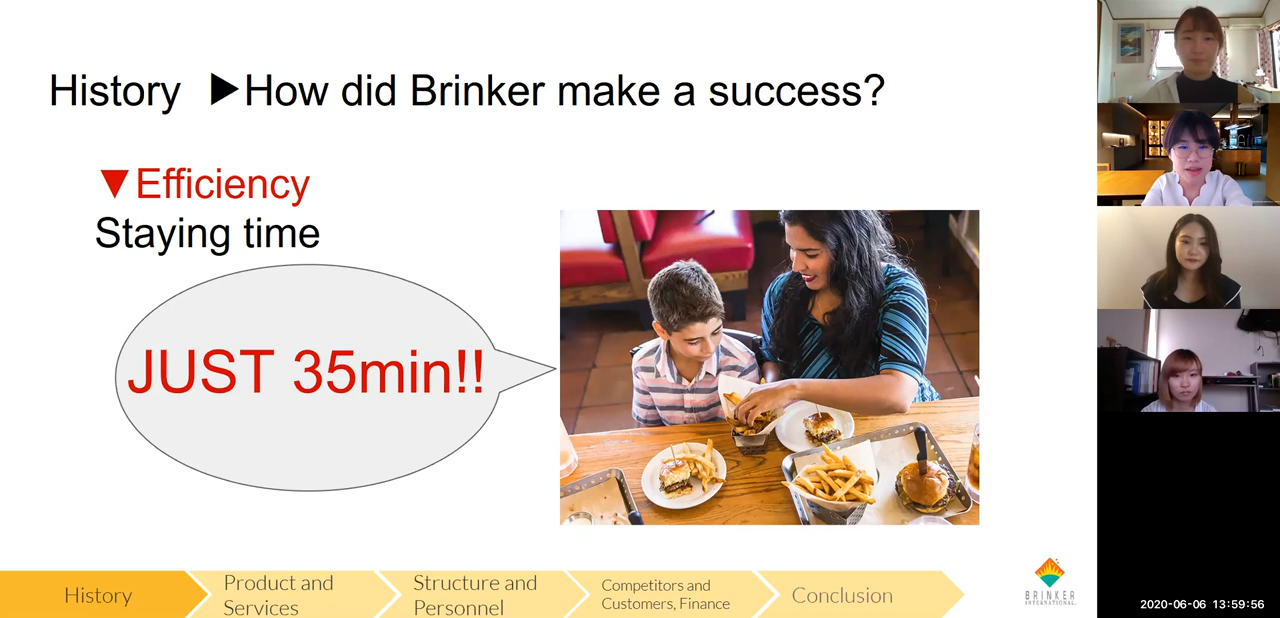 History ▶How did Brinker make a success?
▼Efficiency
Staying time
JUST 35min!!
History
Product and
Services
Structure and
Personnel
Competitors and
Customers, Finance
Conclusion
BRINKER
INTERNATIONAL.
2020-06-06 13:59:56